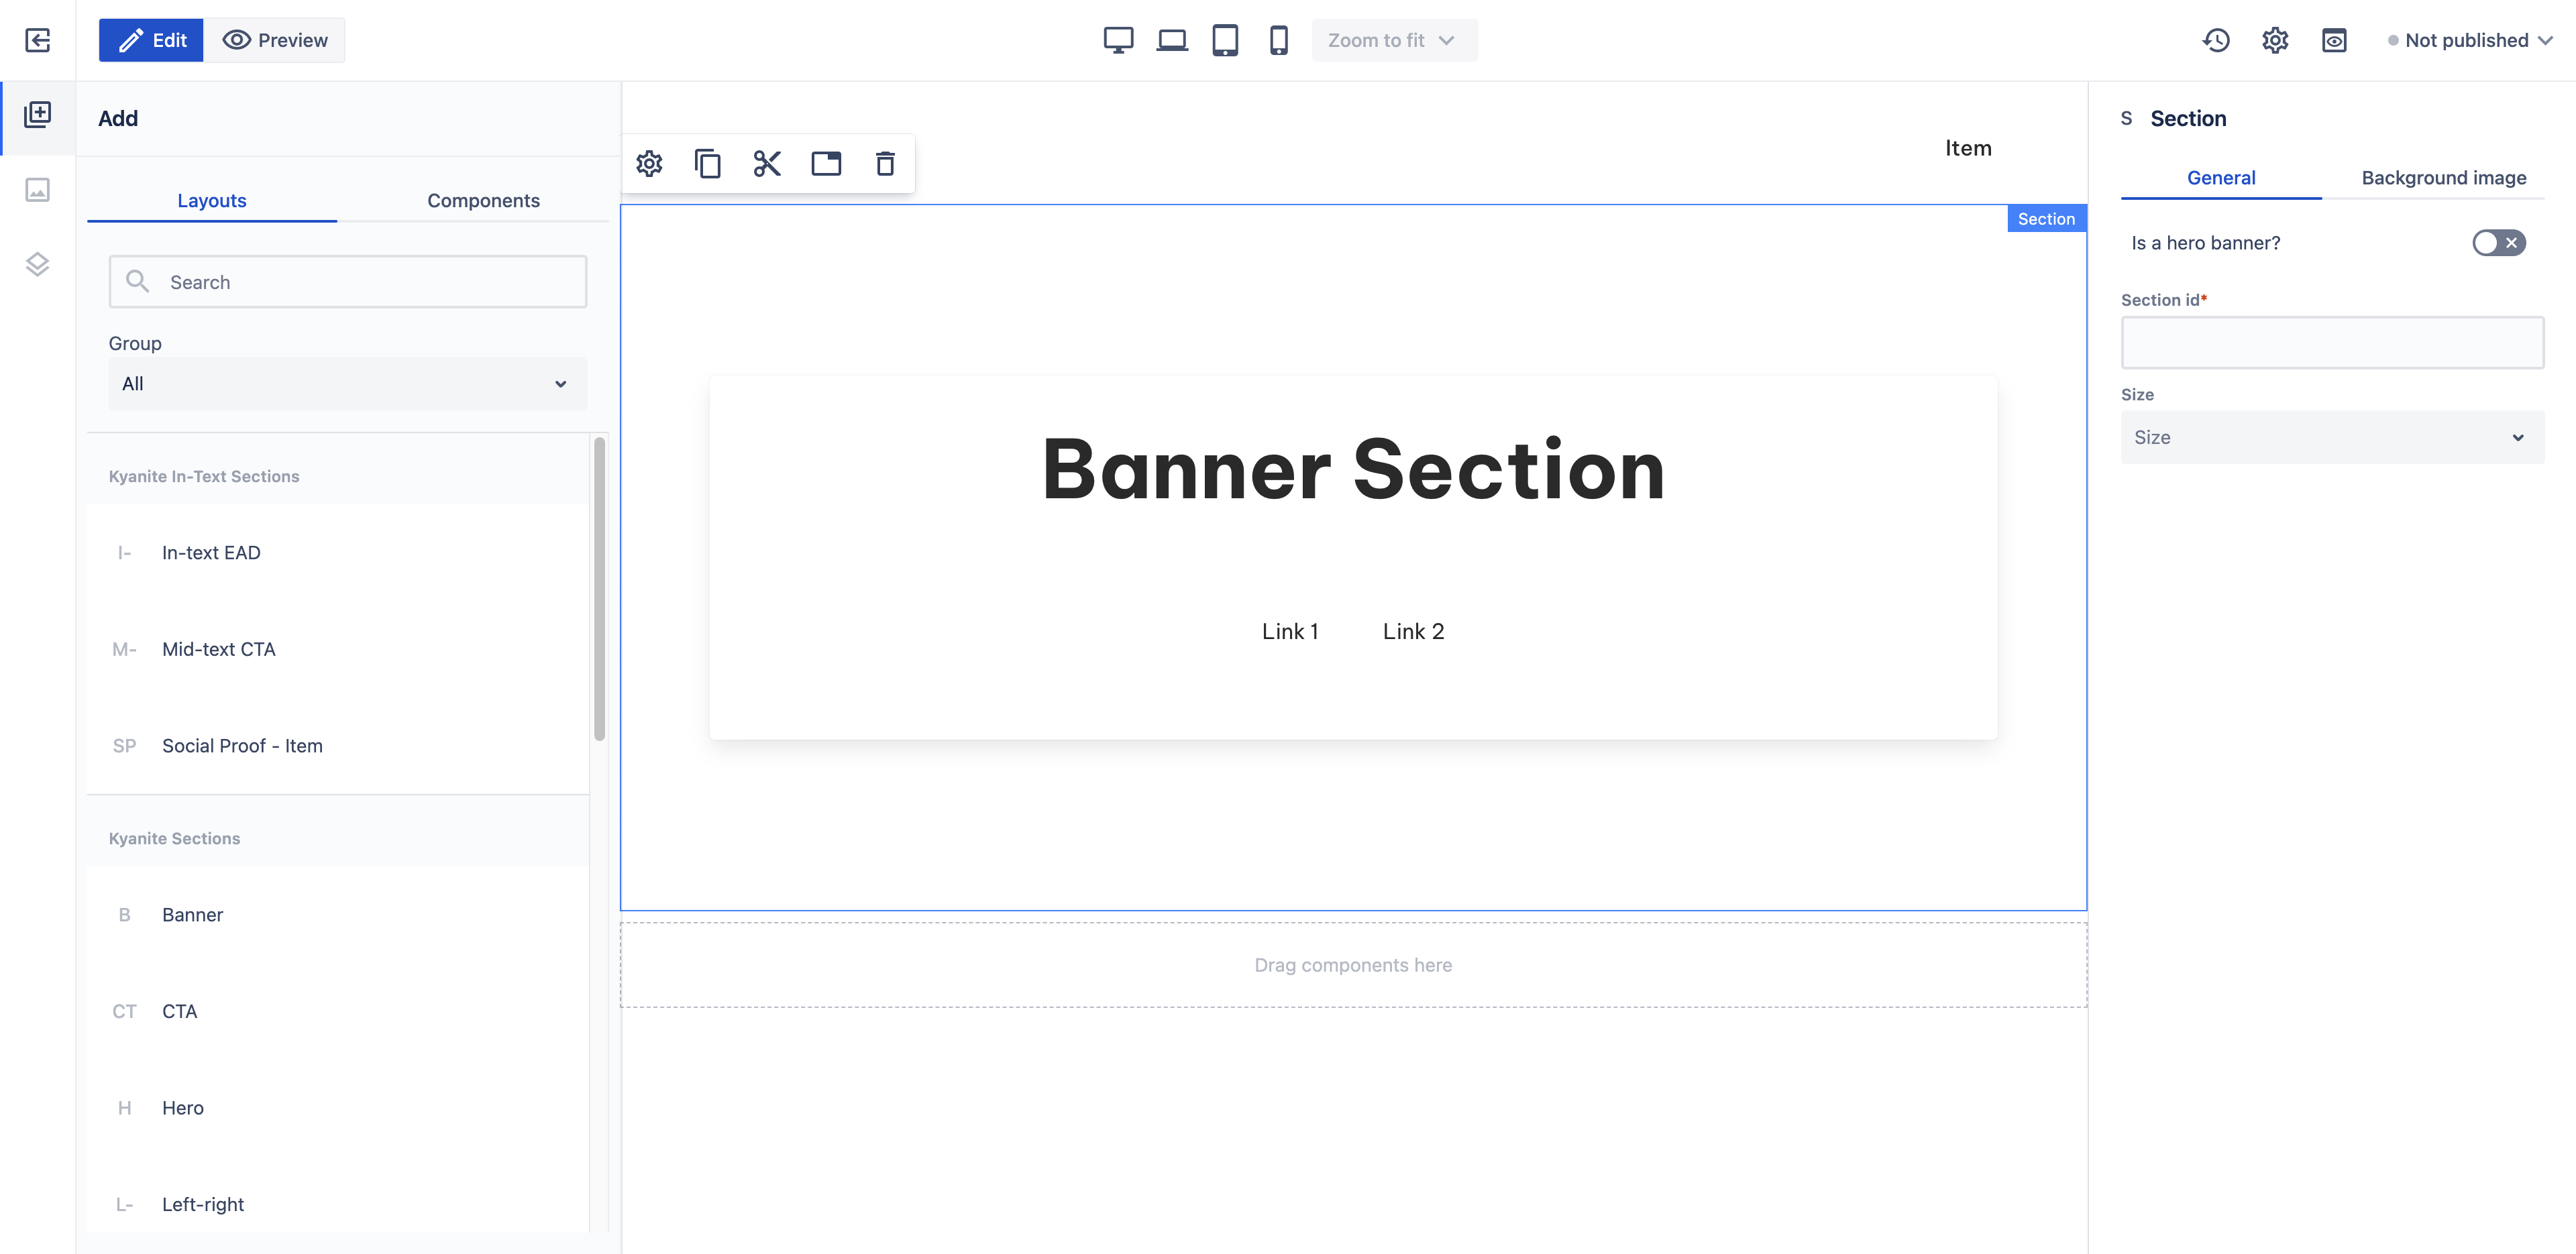 Edit
Preview
Zoom to fit
Not published
Add
Layouts
Components
Search
Group
All
Kyanite In-Text Sections
I- In-text EAD
M- Mid-text CTA
SP Social Proof - Item
Kyanite Sections
B Banner
CT CTA
H Hero
L- Left-right
Item
Section
Banner Section
Link 1 Link 2
Drag components here
S Section
General
Background image
Is a hero banner?
Section id*
Size
Size